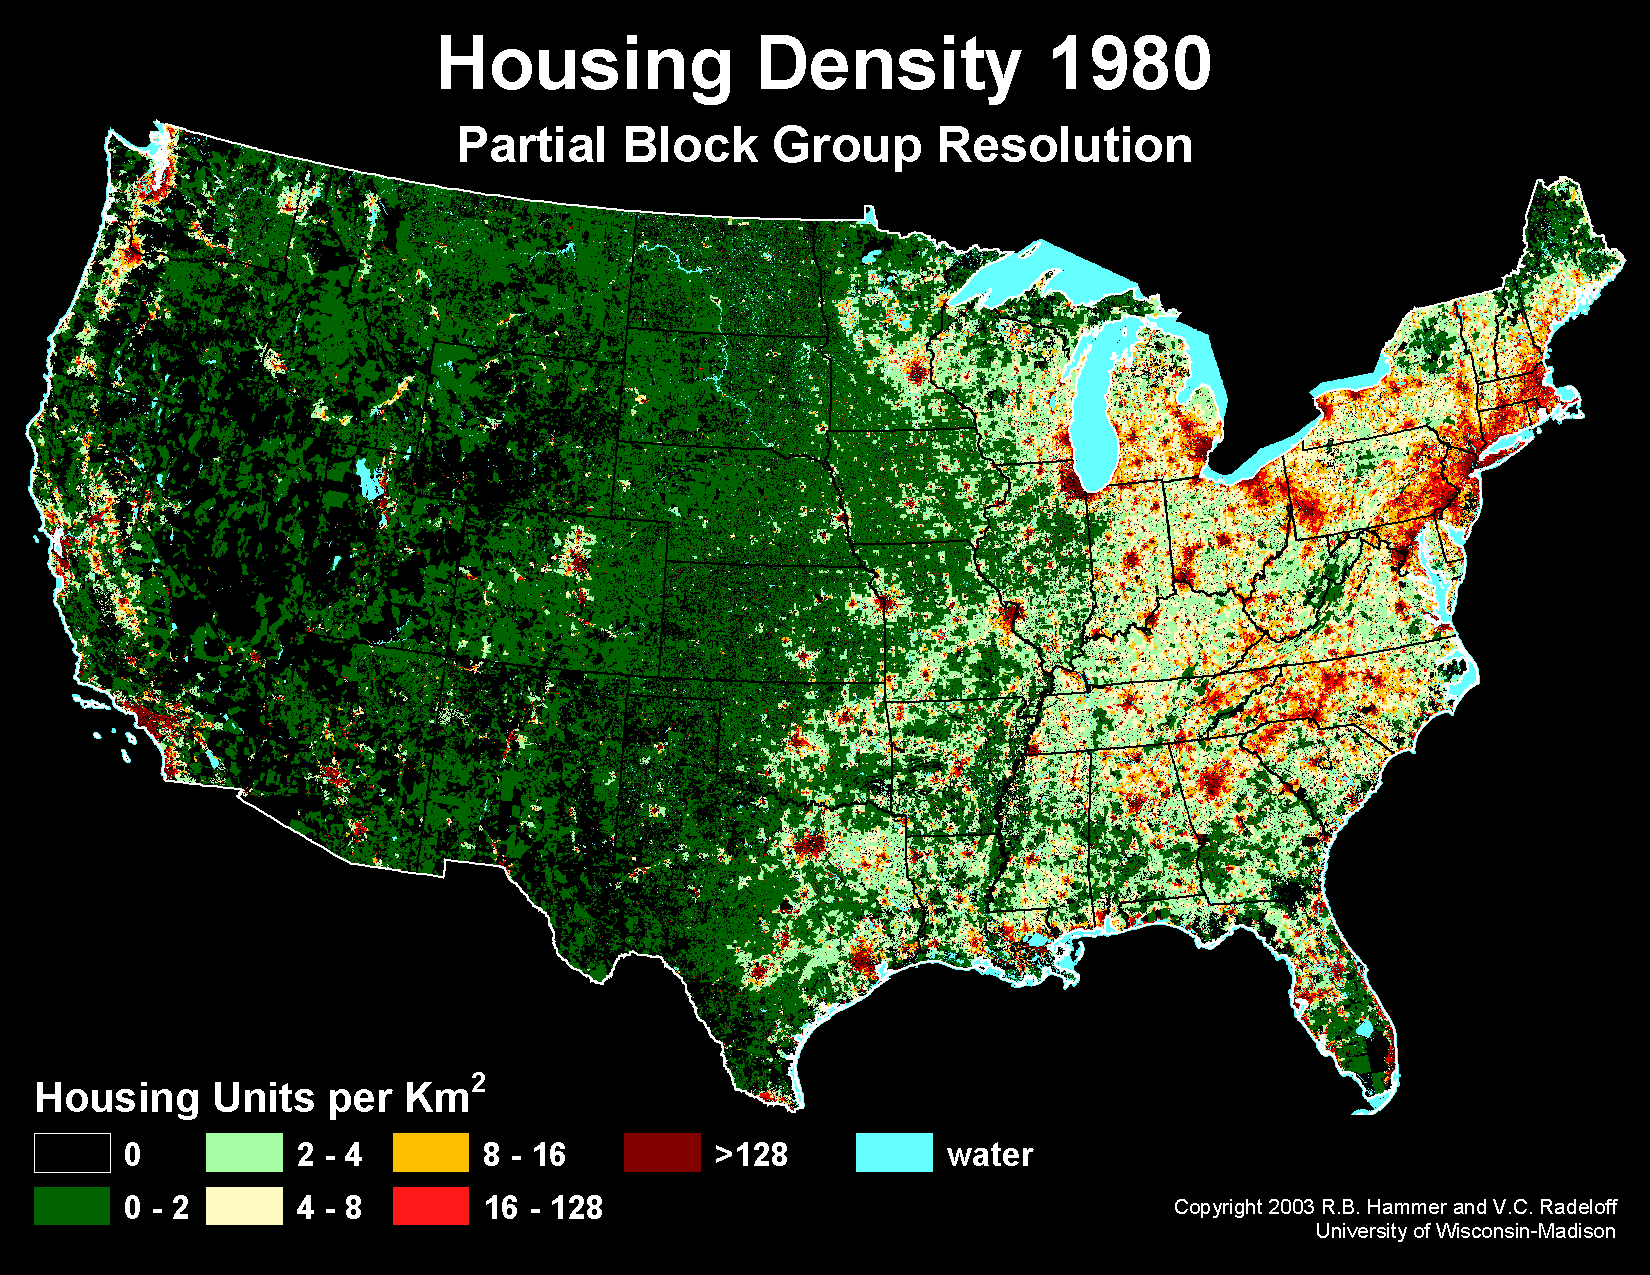 Housing Density 1980
Partial Block Group Resolution
Housing Units per Km²
0 2 - 4 8 - 16 >128 water
0 - 2 4 - 8 16 - 128
Copyright 2003 R.B. Hammer and V.C. Radeloff
University of Wisconsin-Madison